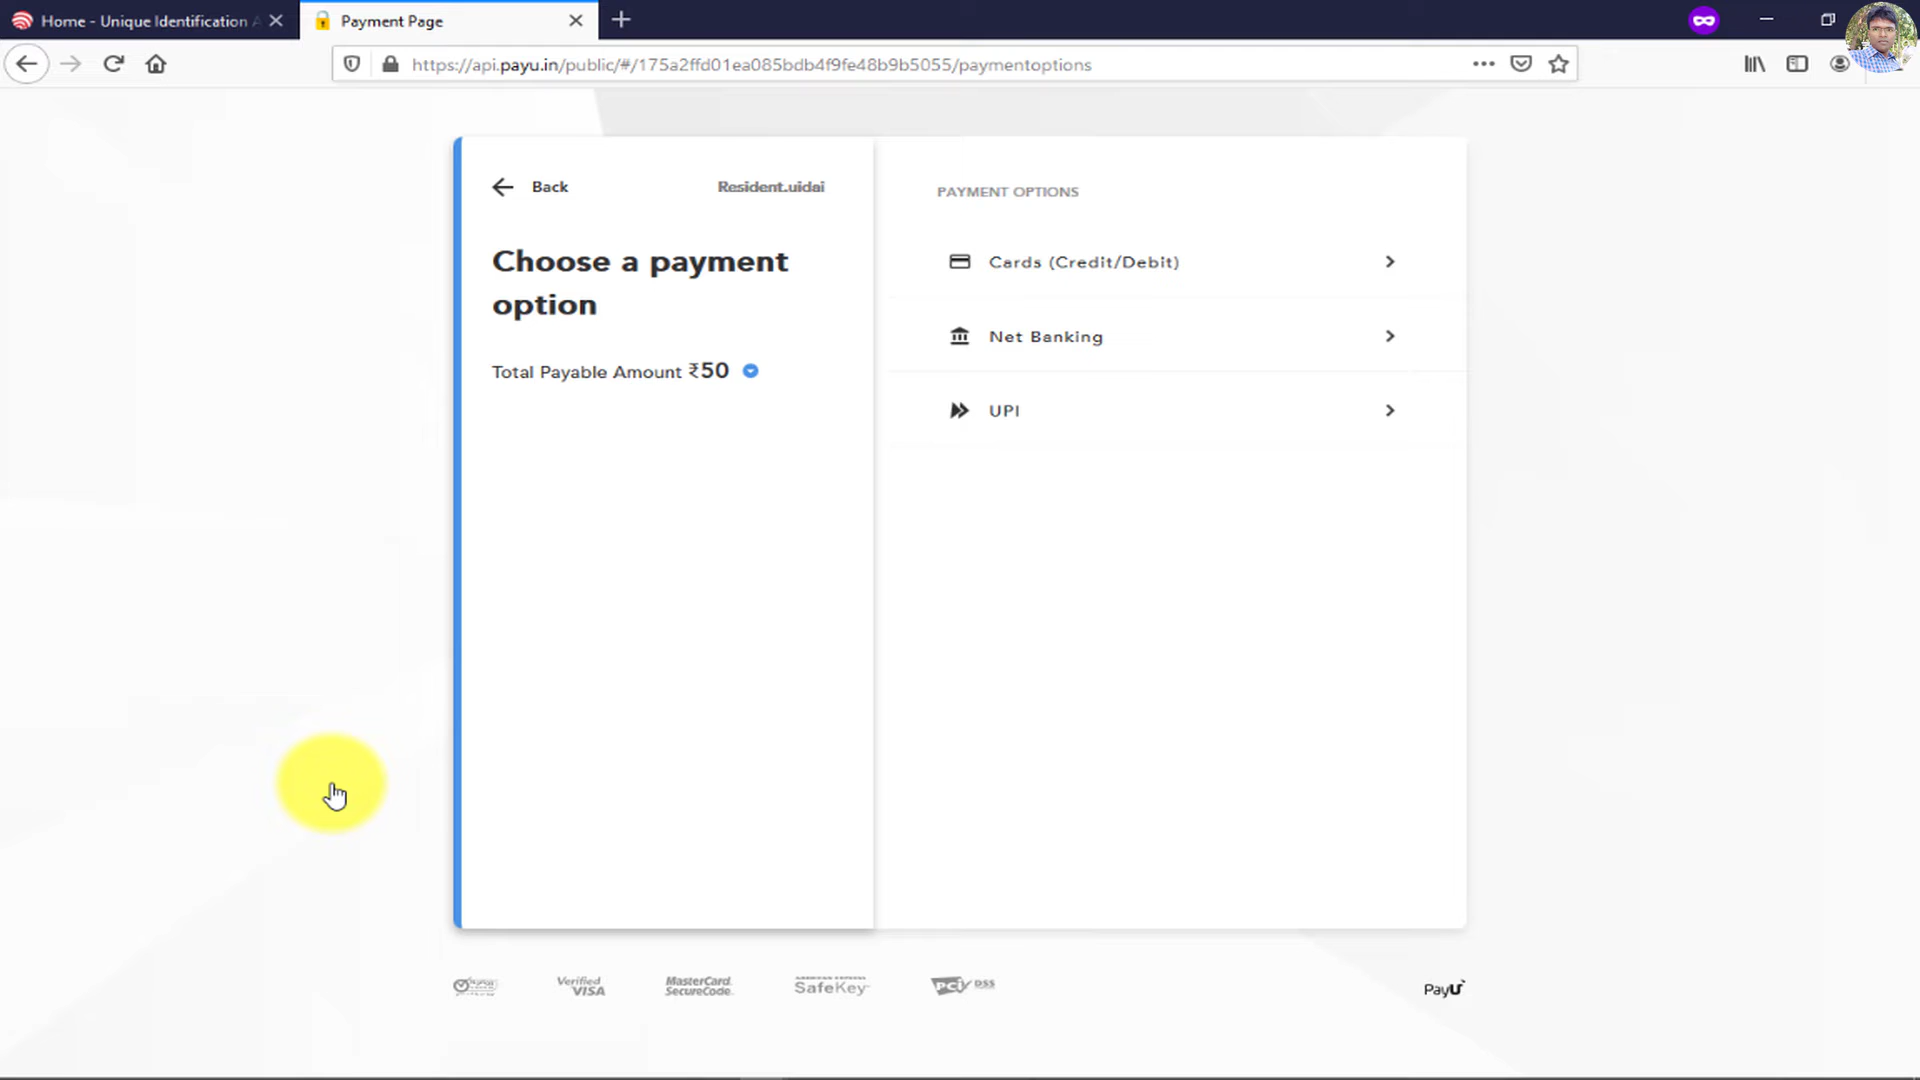 Home - Unique Identification A
Payment Page
https://api.payu.in/public/#/175a2ffd01ea085bdb4f9fe48b9b5055/paymentoptions
Back
Resident.uidai
PAYMENT OPTIONS
Choose a payment
option
Total Payable Amount ₹50
Cards (Credit/Debit)
Net Banking
UPI
Verified
VISA
MasterCard.
SecureCode.
AMERICAN EXPRESS
SafeKey
PCI DSS
PayU